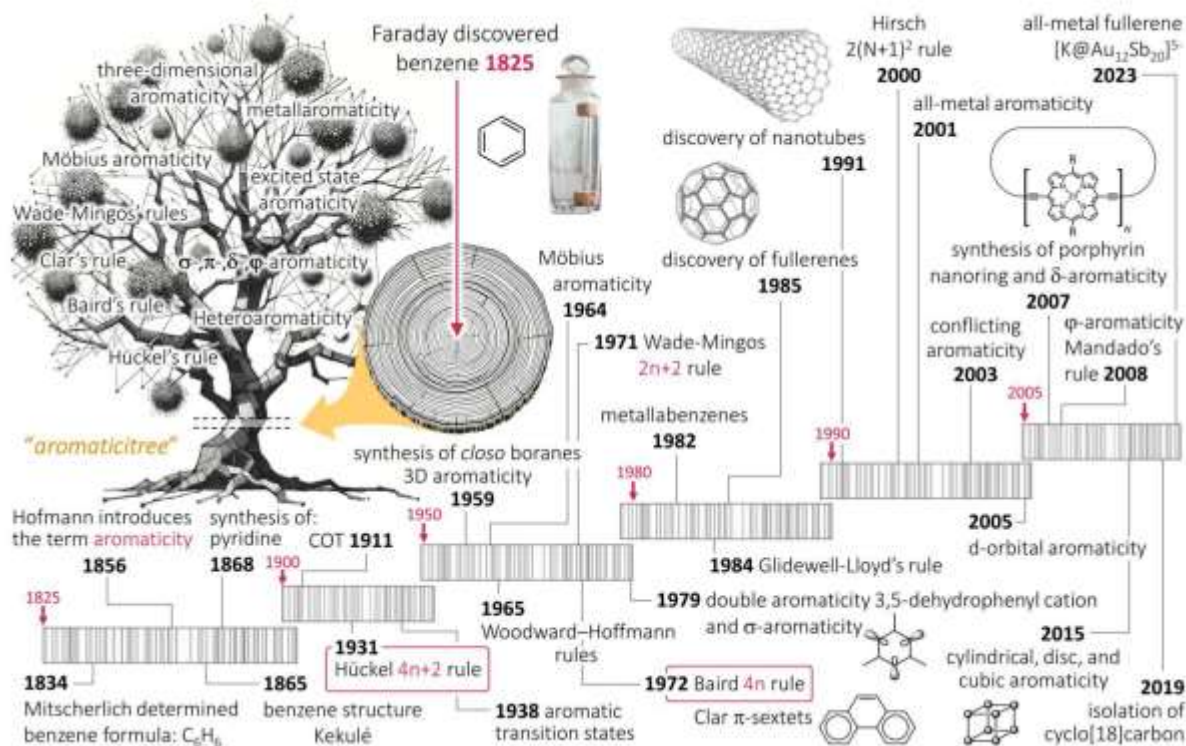 three-dimensional
aromaticity
metallaromaticity
Möbius aromaticity
excited state
aromaticity
Wade-Mingos' rules
Clar's rule
σ-,π-,δ-,φ-aromaticity
Baird's rule
Heteroaromaticity
Hückel's rule
"aromaticitree"
Faraday discovered
benzene 1825
discovery of nanotubes
1991
discovery of fullerenes
1985
Hirsch
2(N+1)² rule
2000
all-metal aromaticity
2001
all-metal fullerene
[K@Au₁₂Sb₂₀]⁵⁻
2023
R
R
n
synthesis of porphyrin
nanoring and δ-aromaticity
2007
φ-aromaticity
Mandado's
rule 2008
conflicting
aromaticity
2003
Möbius
aromaticity
1964
1971 Wade-Mingos
2n+2 rule
metallabenzenes
1982
synthesis of closo boranes
3D aromaticity
1959
Hofmann introduces
the term aromaticity
1856
synthesis of:
pyridine
1868
COT 1911
1825
1900
1950
1980
1990
2005
1834
Mitscherlich determined
benzene formula: C₆H₆
1865
benzene structure
Kekulé
1931
Hückel 4n+2 rule
1938 aromatic
transition states
1965
Woodward–Hoffmann
rules
1972 Baird 4n rule
Clar π-sextets
1979 double aromaticity 3,5-dehydrophenyl cation
and σ-aromaticity
1984 Glidewell-Lloyd's rule
2005
d-orbital aromaticity
2015
cylindrical, disc, and
cubic aromaticity
2019
isolation of
cyclo[18]carbon